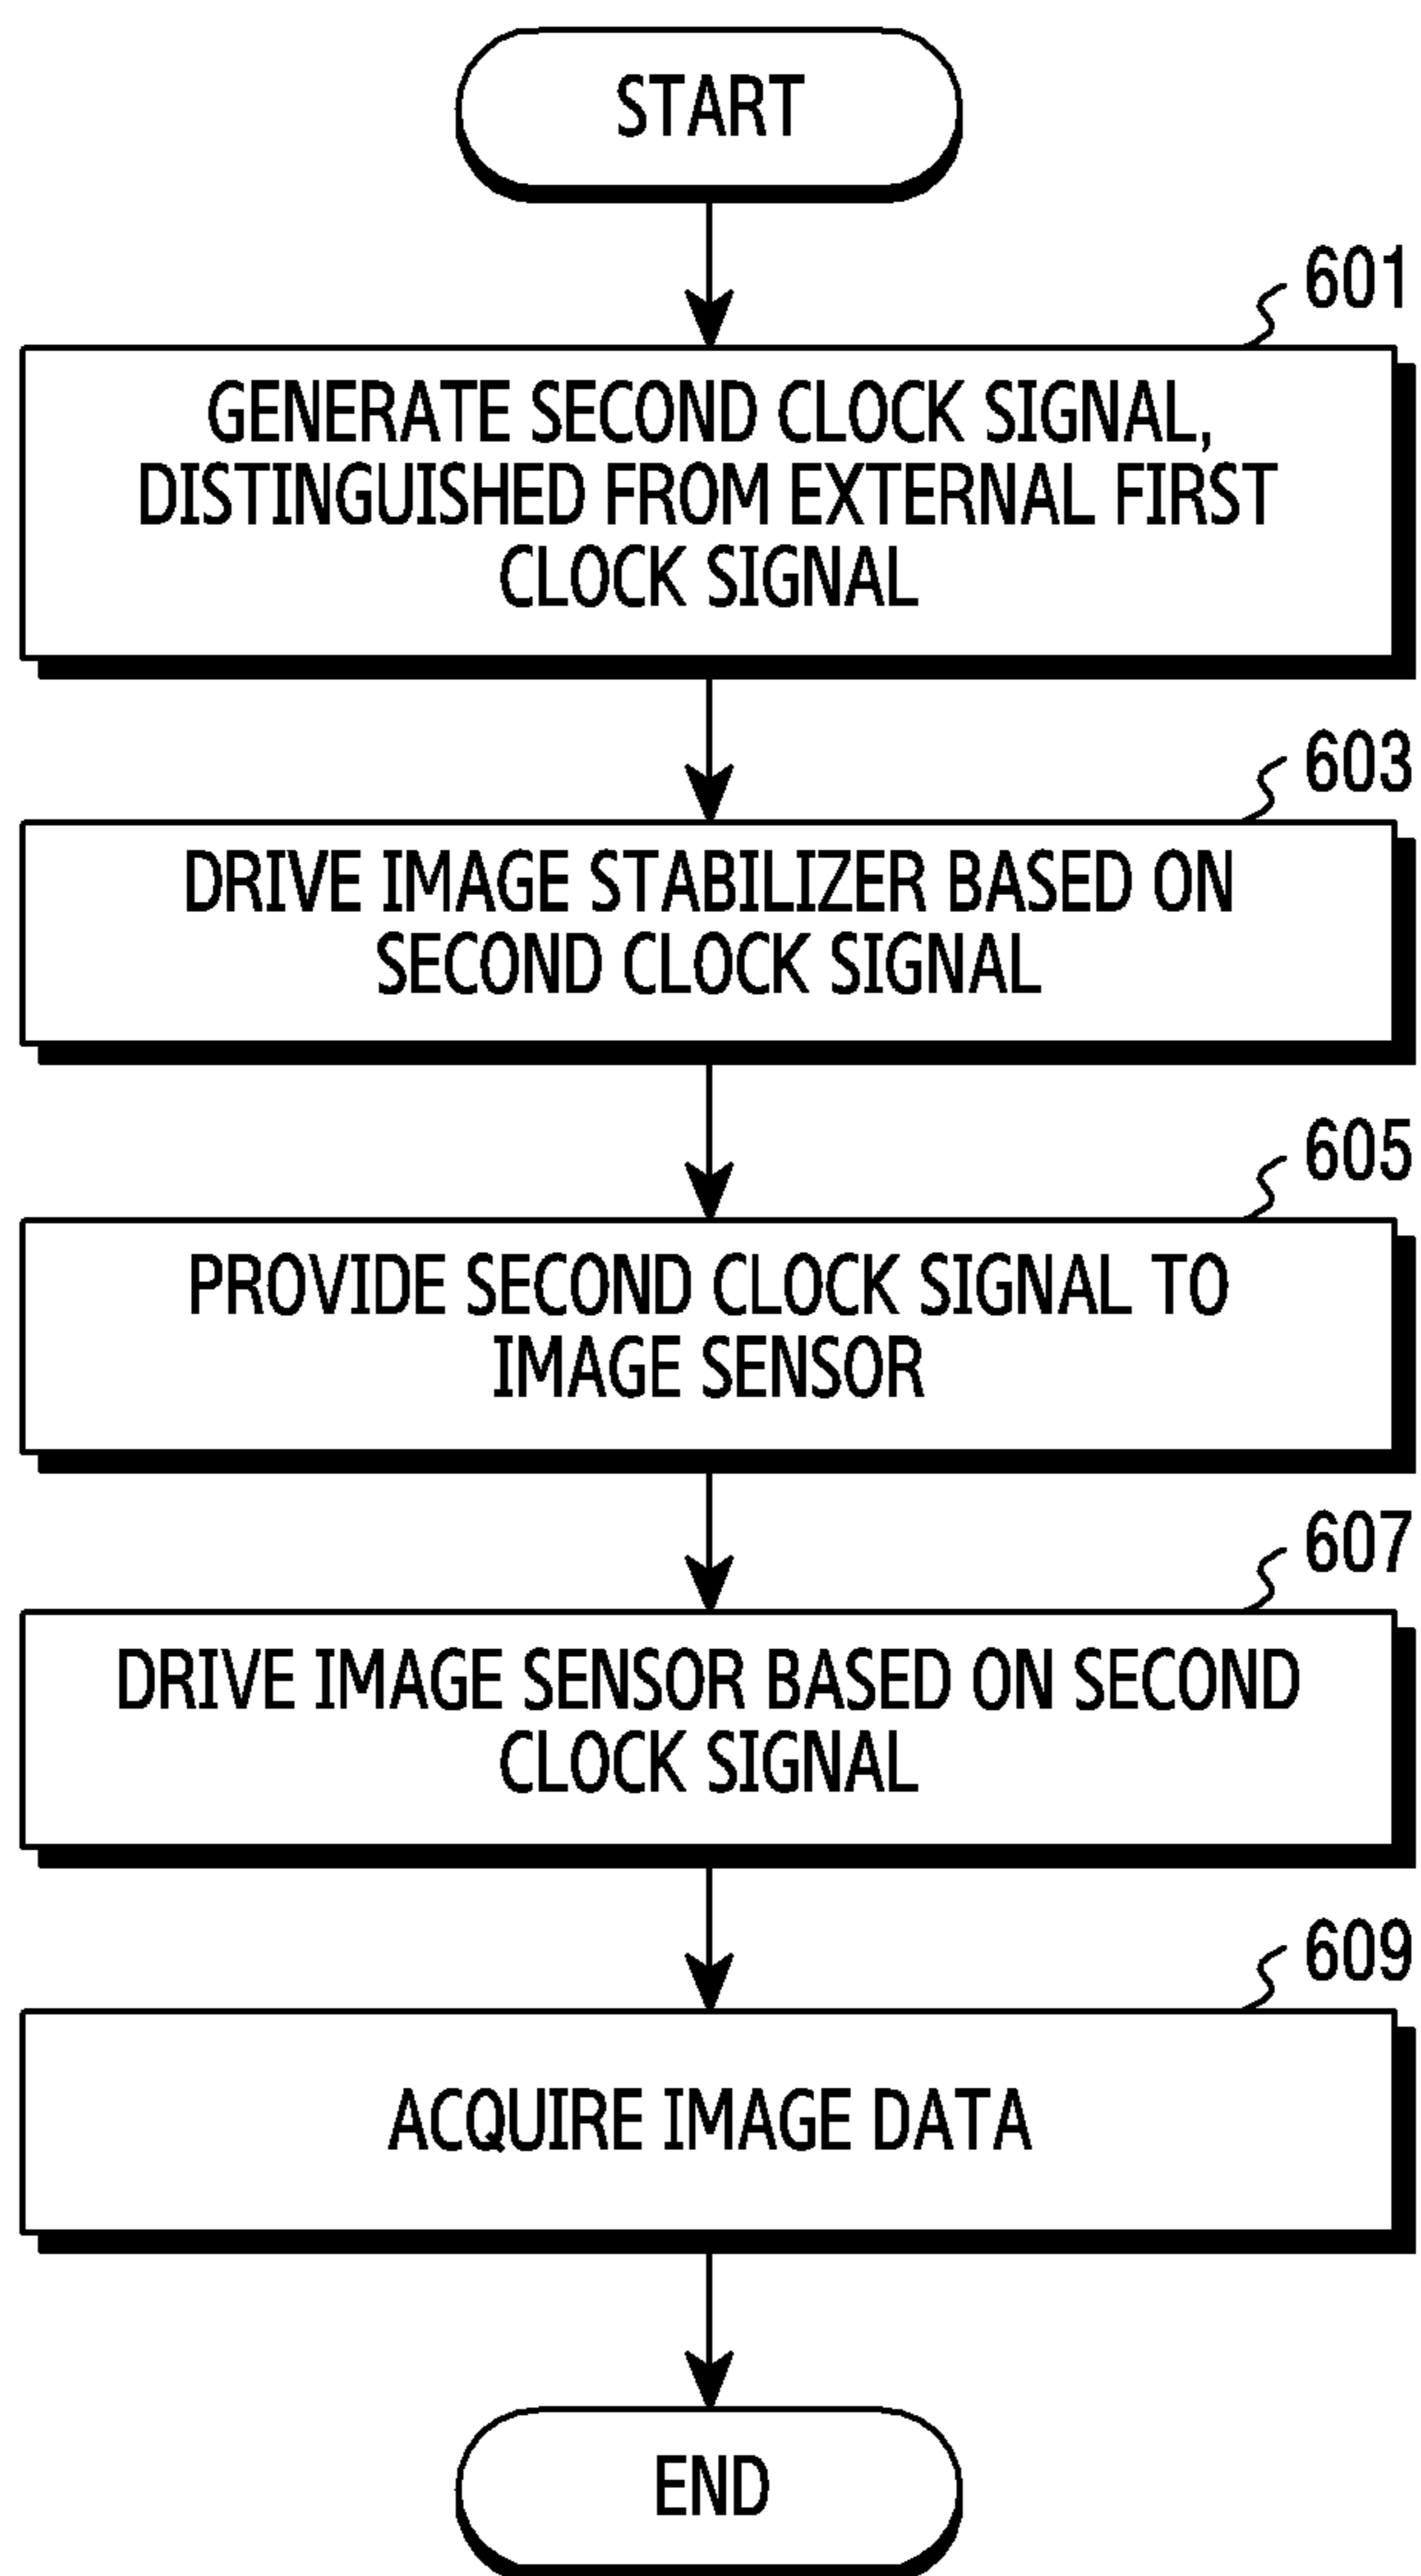 START
601
GENERATE SECOND CLOCK SIGNAL,
DISTINGUISHED FROM EXTERNAL FIRST
CLOCK SIGNAL
603
DRIVE IMAGE STABILIZER BASED ON
SECOND CLOCK SIGNAL
605
PROVIDE SECOND CLOCK SIGNAL TO
IMAGE SENSOR
607
DRIVE IMAGE SENSOR BASED ON SECOND
CLOCK SIGNAL
609
ACQUIRE IMAGE DATA
END